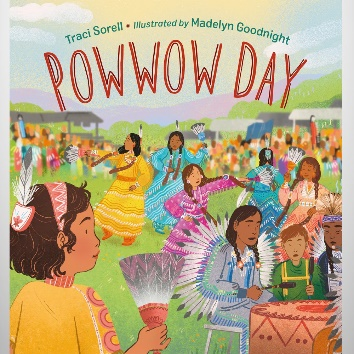 Traci Sorell • Illustrated by Madelyn Goodnight
POWWOW DAY